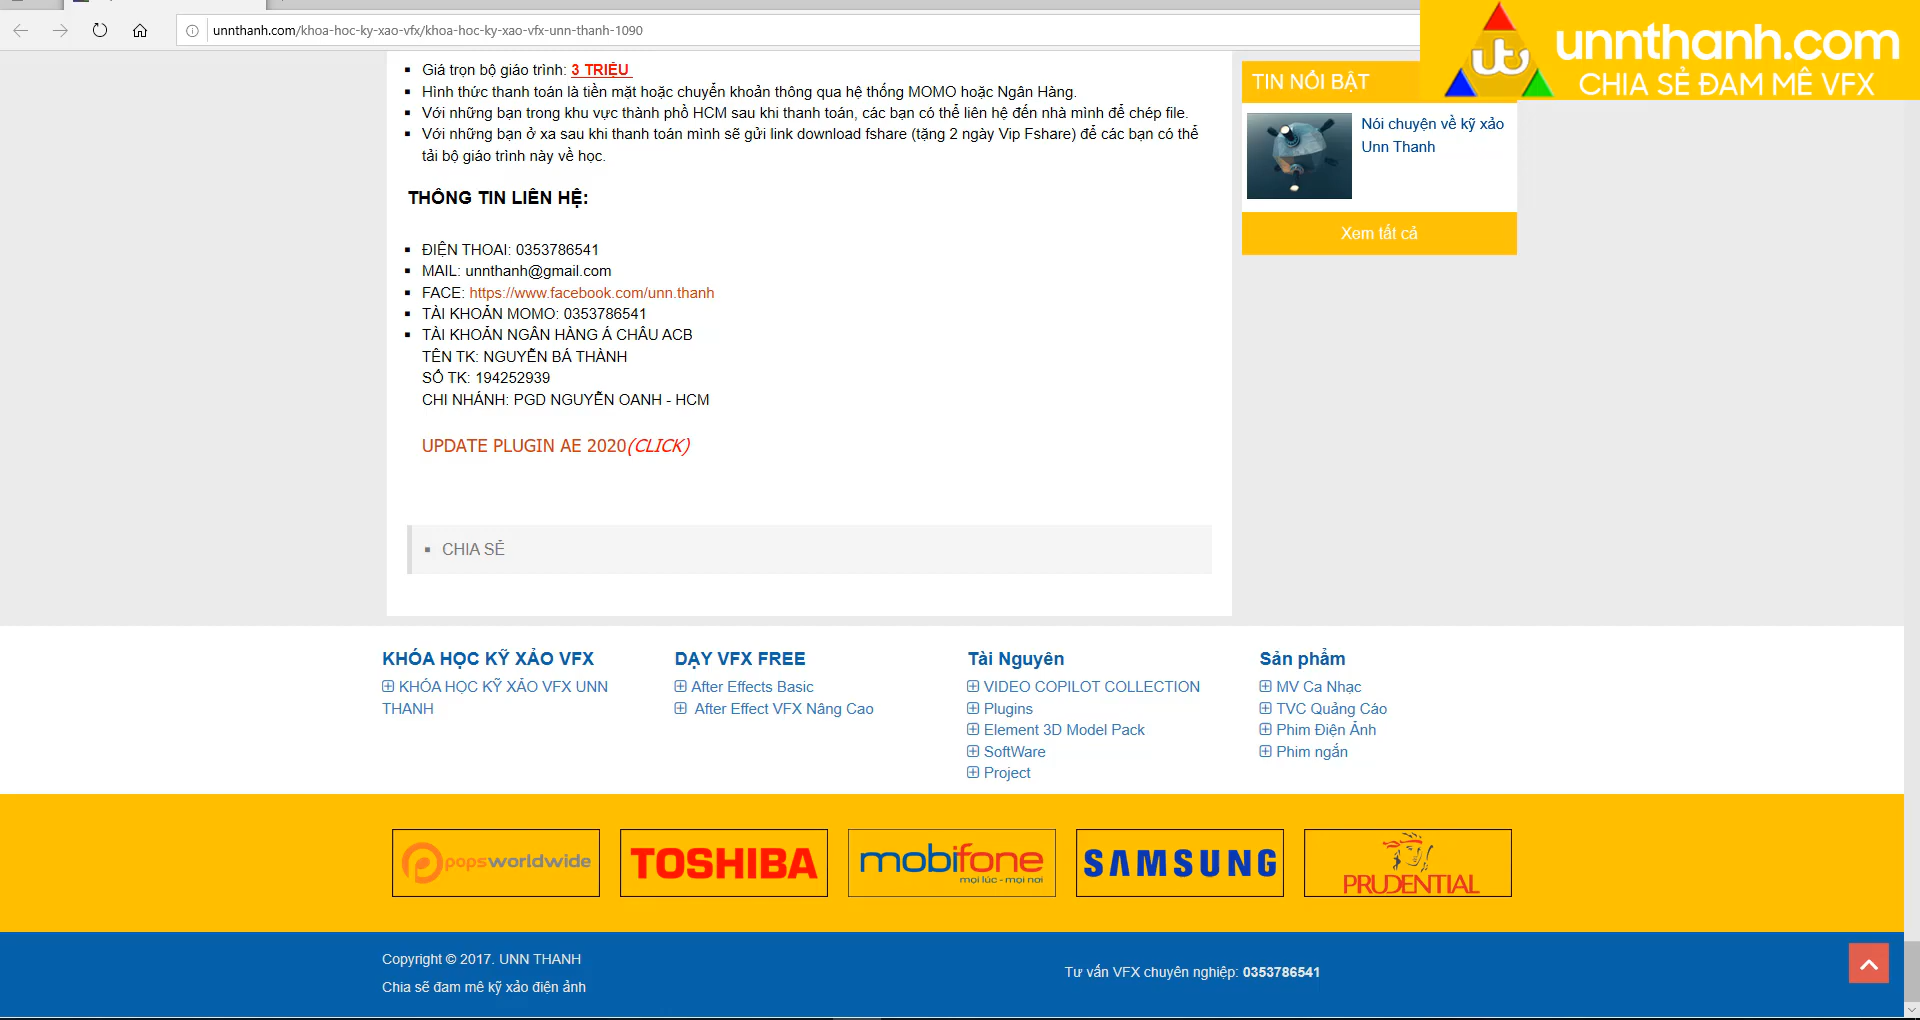 unnthanh.com/khoa-hoc-ky-xao-vfx/khoa-hoc-ky-xao-vfx-unn-thanh-1090
unnthanh.com
CHIA SẺ ĐAM MÊ VFX
Giá trọn bộ giáo trình: 3 TRIỆU
Hình thức thanh toán là tiền mặt hoặc chuyển khoản thông qua hệ thống MOMO hoặc Ngân Hàng.
Với những bạn trong khu vực thành phố HCM sau khi thanh toán, các bạn có thể liên hệ đến nhà mình để chép file.
Với những bạn ở xa sau khi thanh toán mình sẽ gửi link download fshare (tặng 2 ngày Vip Fshare) để các bạn có thể
tải bộ giáo trình này về học.
THÔNG TIN LIÊN HỆ:
ĐIỆN THOẠI: 0353786541
MAIL: unnthanh@gmail.com
FACE: https://www.facebook.com/unn.thanh
TÀI KHOẢN MOMO: 0353786541
TÀI KHOẢN NGÂN HÀNG Á CHÂU ACB
TÊN TK: NGUYỄN BÁ THÀNH
SỐ TK: 194252939
CHI NHÁNH: PGD NGUYỄN OANH - HCM
UPDATE PLUGIN AE 2020(CLICK)
CHIA SẺ
TIN NỔI BẬT
Nói chuyện về kỹ xảo
Unn Thanh
Xem tất cả
KHÓA HỌC KỸ XẢO VFX
KHÓA HỌC KỸ XẢO VFX UNN
THANH
DẠY VFX FREE
After Effects Basic
After Effect VFX Nâng Cao
Tài Nguyên
VIDEO COPILOT COLLECTION
Plugins
Element 3D Model Pack
SoftWare
Project
Sản phẩm
MV Ca Nhạc
TVC Quảng Cáo
Phim Điện Ảnh
Phim ngắn
popsworldwide
TOSHIBA
mobifone
mọi lúc - mọi nơi
SAMSUNG
PRUDENTIAL
Copyright © 2017. UNN THANH
Chia sẽ đam mê kỹ xảo điện ảnh
Tư vấn VFX chuyên nghiệp: 0353786541